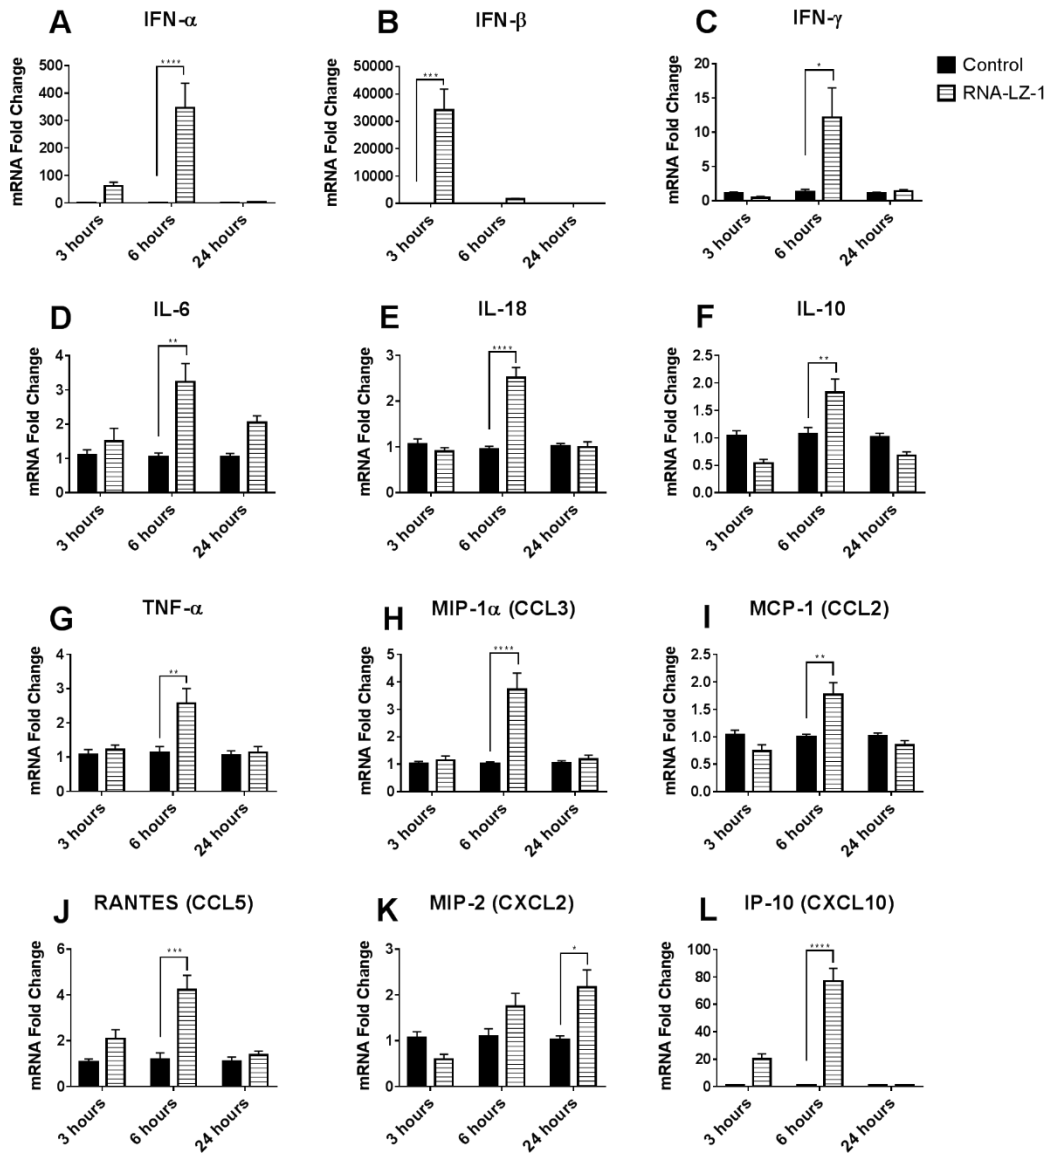 A IFN-α
mRNA Fold Change
500
400
300
200
100
0
****
3 hours
6 hours
24 hours
B IFN-β
mRNA Fold Change
50000
40000
30000
20000
10000
0
***
3 hours
6 hours
24 hours
C IFN-γ
mRNA Fold Change
20
15
10
5
0
*
3 hours
6 hours
24 hours
Control
RNA-LZ-1
D IL-6
mRNA Fold Change
4
3
2
1
0
**
3 hours
6 hours
24 hours
E IL-18
mRNA Fold Change
3
2
1
0
****
3 hours
6 hours
24 hours
F IL-10
mRNA Fold Change
2.5
2.0
1.5
1.0
0.5
0.0
**
3 hours
6 hours
24 hours
G TNF-α
mRNA Fold Change
4
3
2
1
0
**
3 hours
6 hours
24 hours
H MIP-1α (CCL3)
mRNA Fold Change
5
4
3
2
1
0
****
3 hours
6 hours
24 hours
I MCP-1 (CCL2)
mRNA Fold Change
2.5
2.0
1.5
1.0
0.5
0.0
**
3 hours
6 hours
24 hours
J RANTES (CCL5)
mRNA Fold Change
6
4
2
0
***
3 hours
6 hours
24 hours
K MIP-2 (CXCL2)
mRNA Fold Change
3
2
1
0
*
3 hours
6 hours
24 hours
L IP-10 (CXCL10)
mRNA Fold Change
100
80
60
40
20
0
****
3 hours
6 hours
24 hours